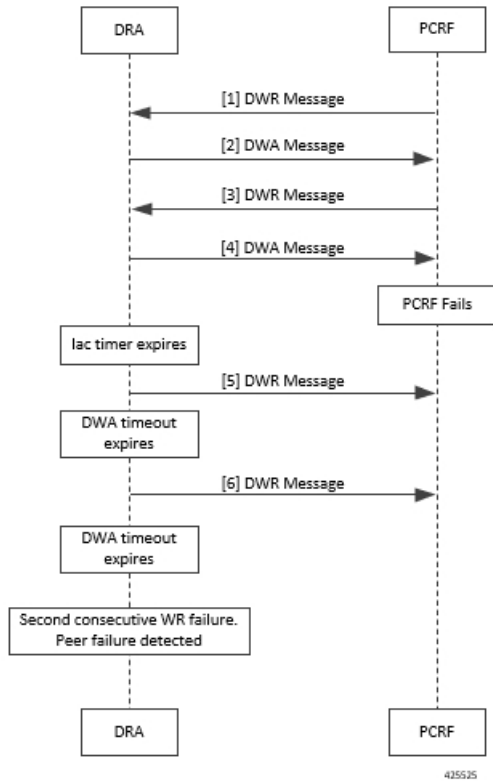 DRA
PCRF
[1] DWR Message
[2] DWA Message
[3] DWR Message
[4] DWA Message
PCRF Fails
Iac timer expires
[5] DWR Message
DWA timeout
expires
[6] DWR Message
DWA timeout
expires
Second consecutive WR failure.
Peer failure detected
DRA
PCRF
425525